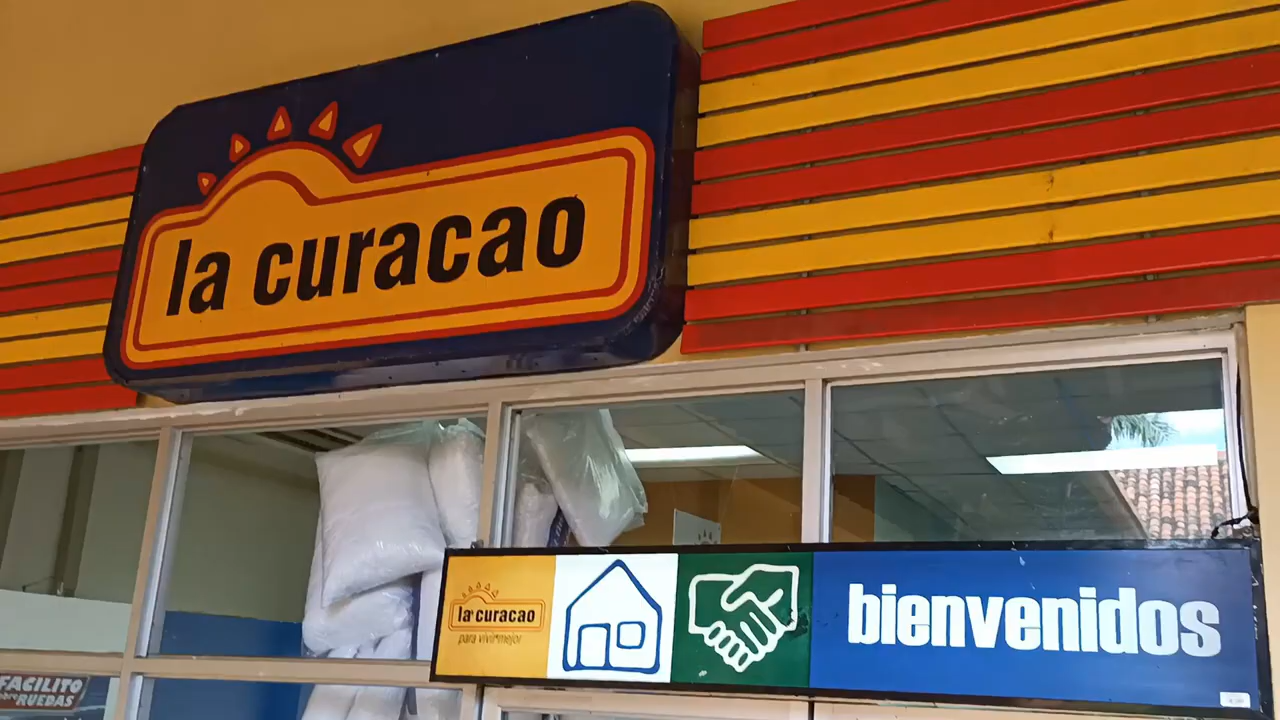 la curacao
la curacao
para vivir mejor
bienvenidos
FACILITO
RUEDAS